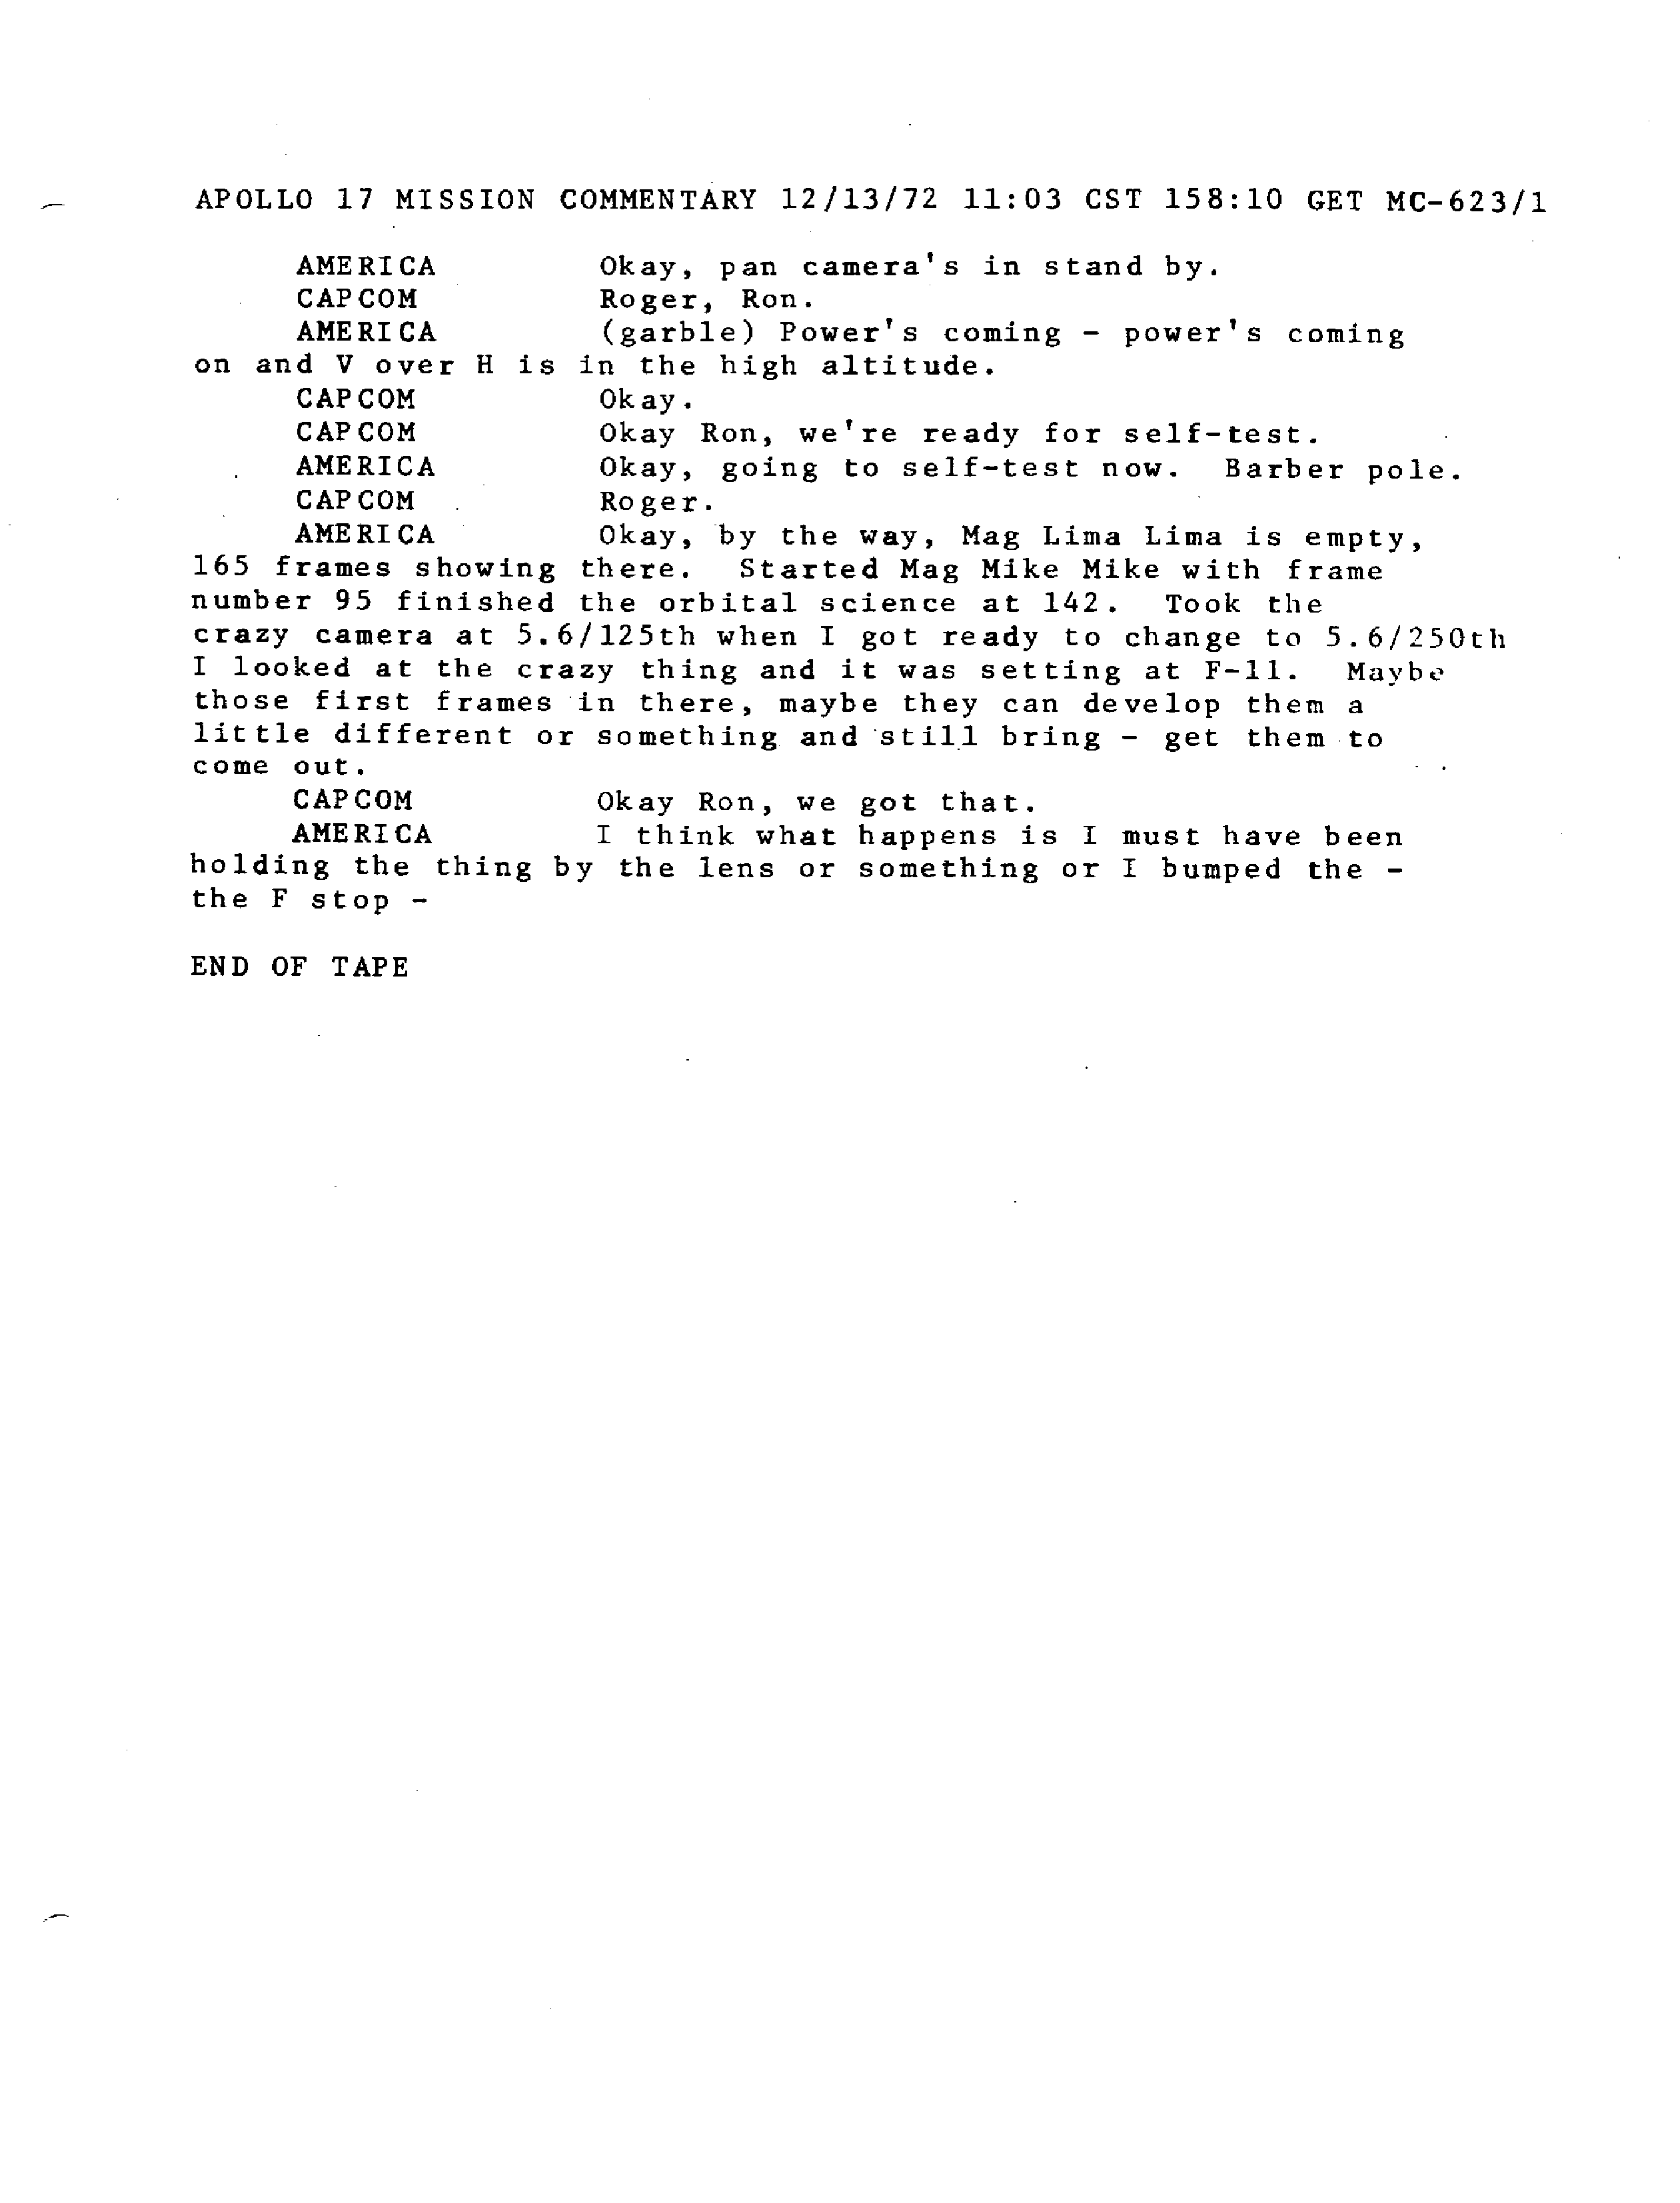 APOLLO 17 MISSION COMMENTARY 12/13/72 11:03 CST 158:10 GET MC-623/1
AMERICA Okay, pan camera's in stand by.
CAPCOM Roger, Ron.
AMERICA (garble) Power's coming - power's coming
on and V over H is in the high altitude.
CAPCOM Okay.
CAPCOM Okay Ron, we're ready for self-test.
AMERICA Okay, going to self-test now. Barber pole.
CAPCOM Roger.
AMERICA Okay, by the way, Mag Lima Lima is empty,
165 frames showing there. Started Mag Mike Mike with frame
number 95 finished the orbital science at 142. Took the
crazy camera at 5.6/125th when I got ready to change to 5.6/250th
I looked at the crazy thing and it was setting at F-11. Maybe
those first frames in there, maybe they can develop them a
little different or something and still bring - get them to
come out.
CAPCOM Okay Ron, we got that.
AMERICA I think what happens is I must have been
holding the thing by the lens or something or I bumped the -
the F stop -
END OF TAPE